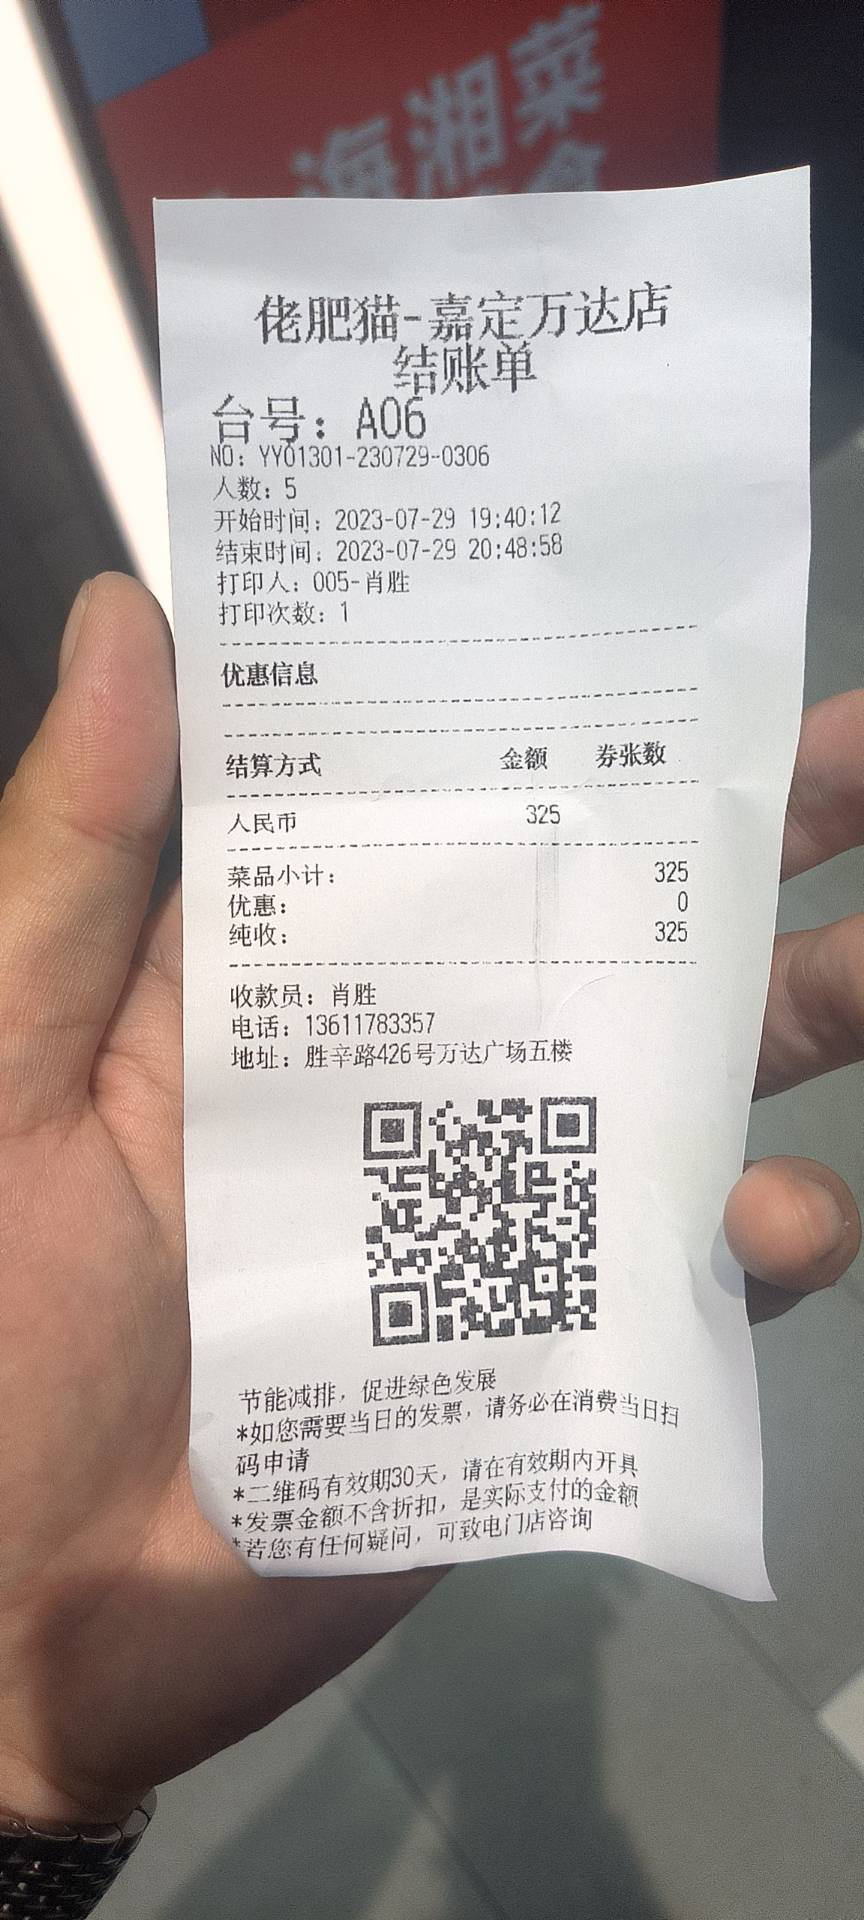 海湘菜
佬肥猫-嘉定万达店
结账单
台号：A06
NO：YY01301-230729-0306
人数：5
开始时间：2023-07-29 19:40:12
结束时间：2023-07-29 20:48:58
打印人：005-肖胜
打印次数：1
优惠信息
结算方式 金额 券张数
人民币 325
菜品小计： 325
优惠： 0
纯收： 325
收款员：肖胜
电话：13611783357
地址：胜辛路426号万达广场五楼
节能减排，促进绿色发展
*如您需要当日的发票，请务必在消费当日扫
码申请
*二维码有效期30天，请在有效期内开具
*发票金额不含折扣，是实际支付的金额
*若您有任何疑问，可致电门店咨询